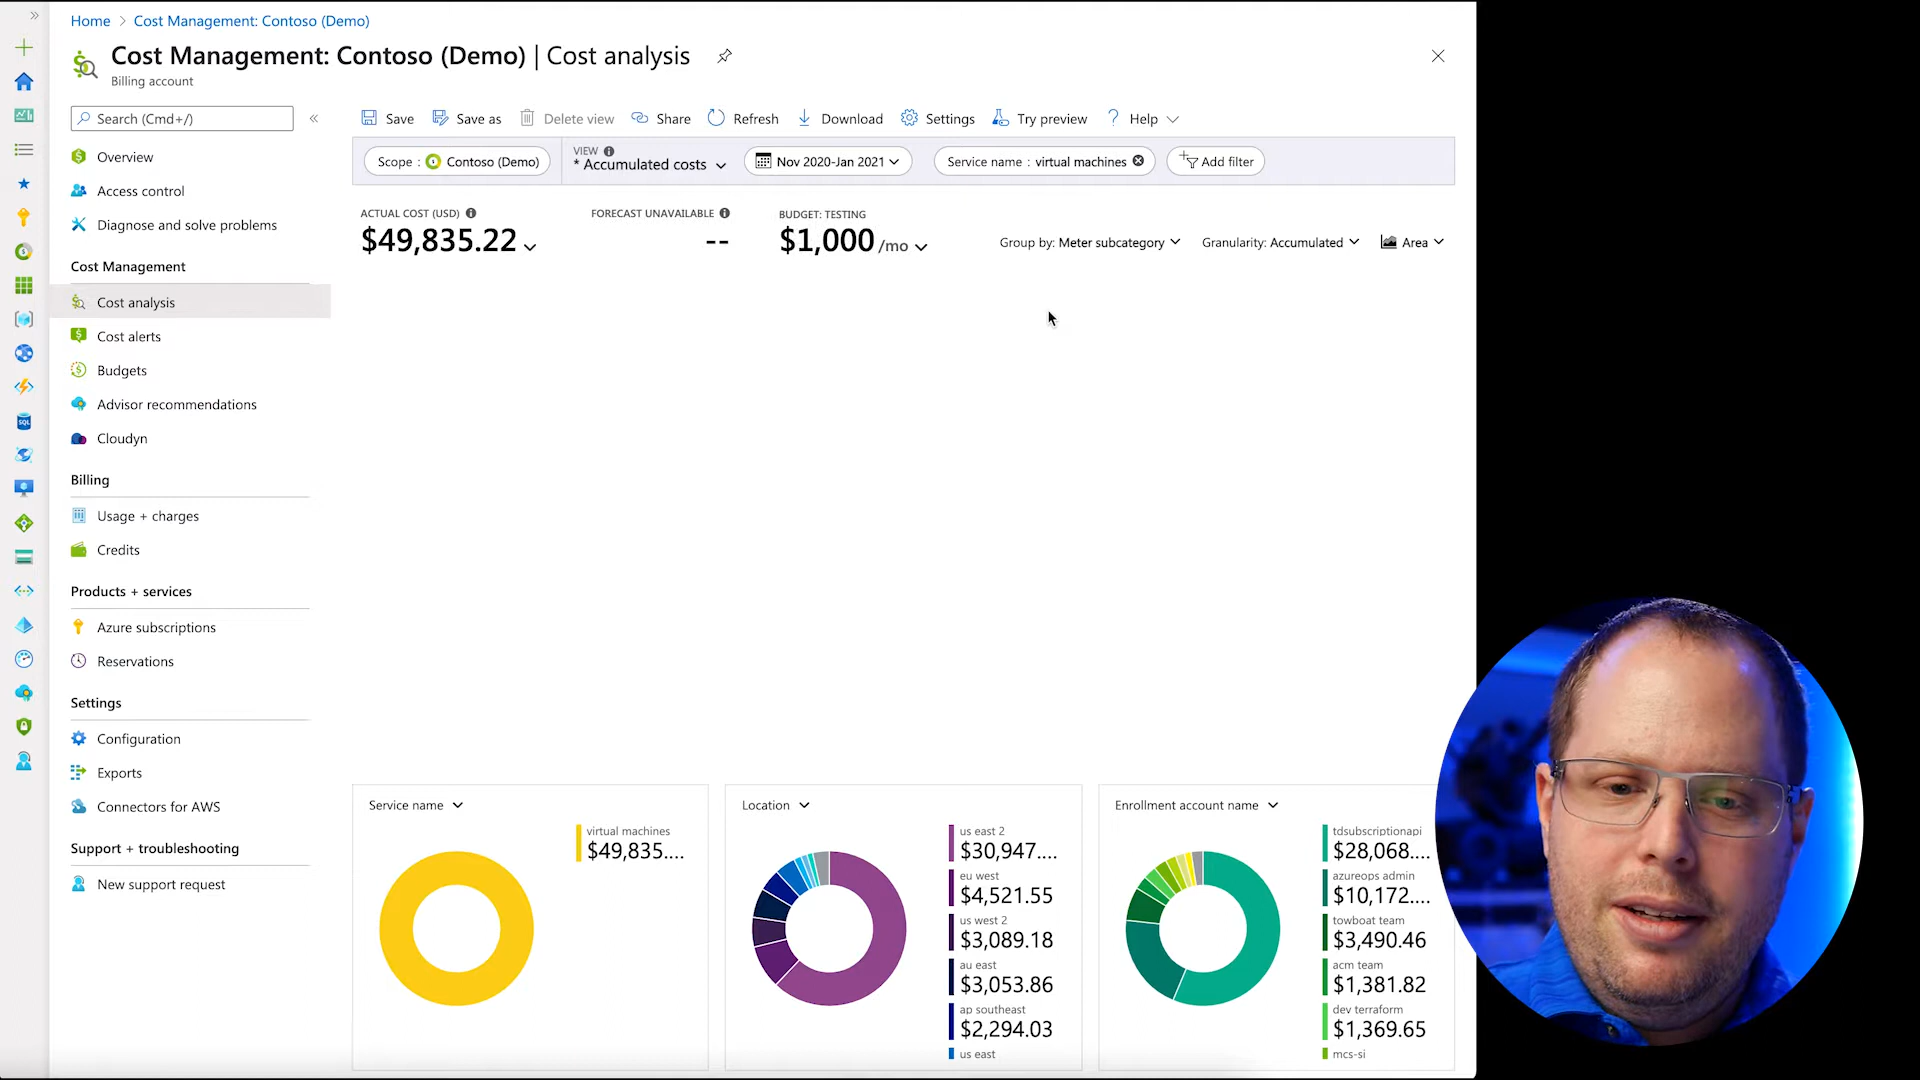 Home > Cost Management: Contoso (Demo)
Cost Management: Contoso (Demo) | Cost analysis
Billing account
Search (Cmd+/)
Overview
Access control
Diagnose and solve problems
Cost Management
Cost analysis
Cost alerts
Budgets
Advisor recommendations
Cloudyn
Billing
Usage + charges
Credits
Products + services
Azure subscriptions
Reservations
Settings
Configuration
Exports
Connectors for AWS
Support + troubleshooting
New support request
Save Save as Delete view Share Refresh Download Settings Try preview ? Help
Scope : Contoso (Demo)
VIEW
* Accumulated costs
Nov 2020-Jan 2021
Service name : virtual machines
Add filter
ACTUAL COST (USD)
$49,835.22
FORECAST UNAVAILABLE
--
BUDGET: TESTING
$1,000 /mo
Group by: Meter subcategory
Granularity: Accumulated
Area
Service name
virtual machines
$49,835....
Location
us east 2
$30,947....
eu west
$4,521.55
us west 2
$3,089.18
au east
$3,053.86
ap southeast
$2,294.03
us east
Enrollment account name
tdsubscriptionapi
$28,068....
azureops admin
$10,172....
towboat team
$3,490.46
acm team
$1,381.82
dev terraform
$1,369.65
mcs-si
SQL